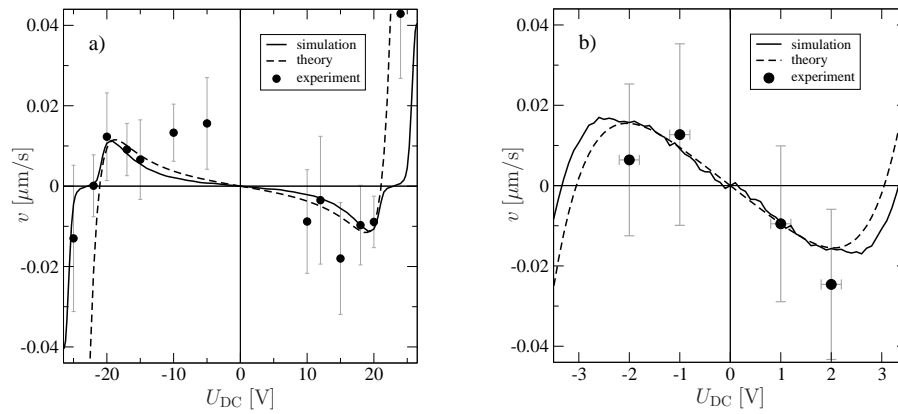 a)
simulation
theory
experiment
0.04
0.02
0
-0.02
-0.04
v [μm/s]
-20
-10
0
10
20
U_DC [V]
b)
simulation
theory
experiment
0.04
0.02
0
-0.02
-0.04
v [μm/s]
-3
-2
-1
0
1
2
3
U_DC [V]